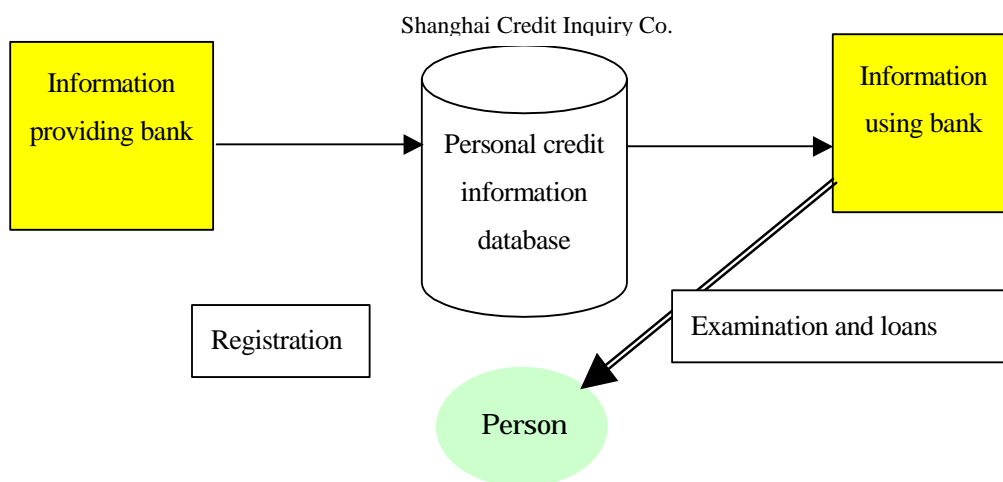 Shanghai Credit Inquiry Co.
Information
providing bank
Personal credit
information
database
Information
using bank
Registration
Examination and loans
Person